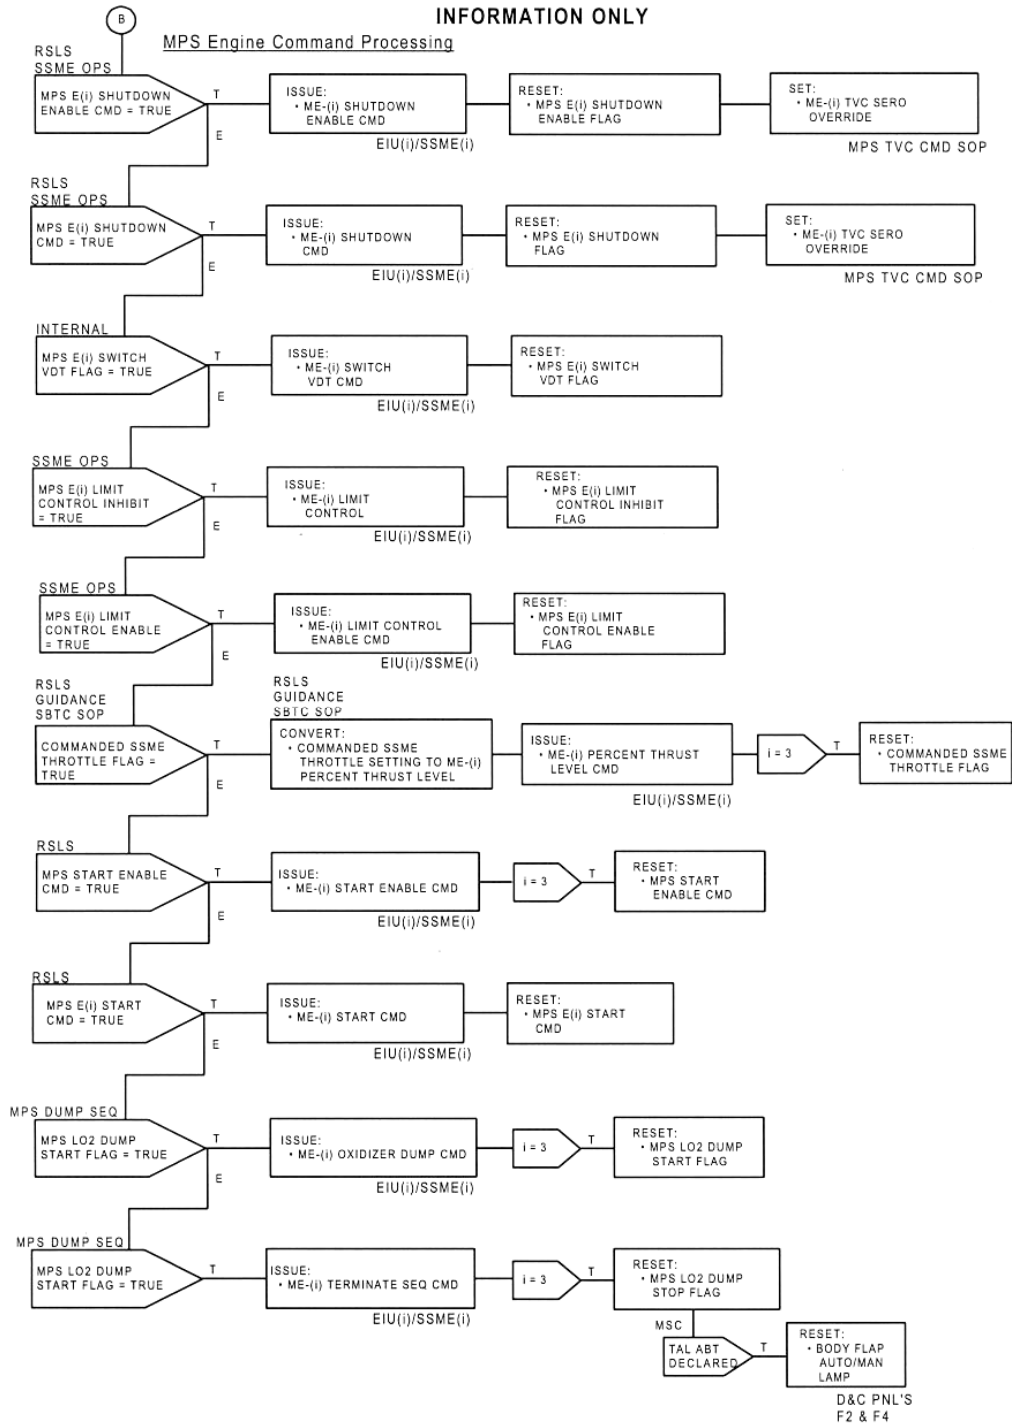 INFORMATION ONLY
B
MPS Engine Command Processing
RSLS
SSME OPS
MPS E(i) SHUTDOWN
ENABLE CMD = TRUE
T
E
ISSUE:
• ME-(i) SHUTDOWN
ENABLE CMD
EIU(i)/SSME(i)
RESET:
• MPS E(i) SHUTDOWN
ENABLE FLAG
SET:
• ME-(i) TVC SERO
OVERRIDE
MPS TVC CMD SOP
RSLS
SSME OPS
MPS E(i) SHUTDOWN
CMD = TRUE
T
E
ISSUE:
• ME-(i) SHUTDOWN
CMD
EIU(i)/SSME(i)
RESET:
• MPS E(i) SHUTDOWN
FLAG
SET:
• ME-(i) TVC SERO
OVERRIDE
MPS TVC CMD SOP
INTERNAL
MPS E(i) SWITCH
VDT FLAG = TRUE
T
E
ISSUE:
• ME-(i) SWITCH
VDT CMD
EIU(i)/SSME(i)
RESET:
• MPS E(i) SWITCH
VDT FLAG
SSME OPS
MPS E(i) LIMIT
CONTROL INHIBIT
= TRUE
T
E
ISSUE:
• ME-(i) LIMIT
CONTROL
EIU(i)/SSME(i)
RESET:
• MPS E(i) LIMIT
CONTROL INHIBIT
FLAG
SSME OPS
MPS E(i) LIMIT
CONTROL ENABLE
= TRUE
T
E
ISSUE:
• ME-(i) LIMIT CONTROL
ENABLE CMD
EIU(i)/SSME(i)
RESET:
• MPS E(i) LIMIT
CONTROL ENABLE
FLAG
RSLS
GUIDANCE
SBTC SOP
COMMANDED SSME
THROTTLE FLAG =
TRUE
T
E
RSLS
GUIDANCE
SBTC SOP
CONVERT:
• COMMANDED SSME
THROTTLE SETTING TO ME-(i)
PERCENT THRUST LEVEL
ISSUE:
• ME-(i) PERCENT THRUST
LEVEL CMD
EIU(i)/SSME(i)
i = 3
T
RESET:
• COMMANDED SSME
THROTTLE FLAG
RSLS
MPS START ENABLE
CMD = TRUE
T
E
ISSUE:
• ME-(i) START ENABLE CMD
EIU(i)/SSME(i)
i = 3
T
RESET:
• MPS START
ENABLE CMD
RSLS
MPS E(i) START
CMD = TRUE
T
E
ISSUE:
• ME-(i) START CMD
EIU(i)/SSME(i)
RESET:
• MPS E(i) START
CMD
MPS DUMP SEQ
MPS LO2 DUMP
START FLAG = TRUE
T
E
ISSUE:
• ME-(i) OXIDIZER DUMP CMD
EIU(i)/SSME(i)
i = 3
T
RESET:
• MPS LO2 DUMP
START FLAG
MPS DUMP SEQ
MPS LO2 DUMP
START FLAG = TRUE
T
ISSUE:
• ME-(i) TERMINATE SEQ CMD
EIU(i)/SSME(i)
i = 3
T
RESET:
• MPS LO2 DUMP
STOP FLAG
MSC
TAL ABT
DECLARED
T
RESET:
• BODY FLAP
AUTO/MAN
LAMP
D&C PNL'S
F2 & F4